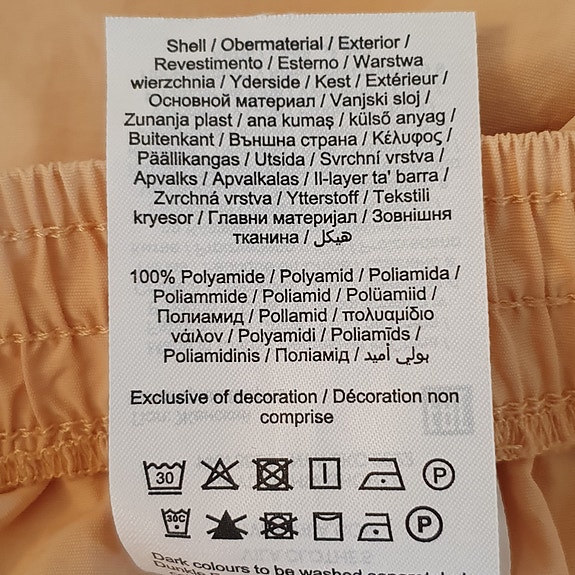 Shell / Obermaterial / Exterior /
Revestimento / Esterno / Warstwa
wierzchnia / Yderside / Kest / Extérieur /
Основной материал / Vanjski sloj /
Zunanja plast / ana kumaş / külső anyag /
Buitenkant / Външна страна / Κέλυφος /
Päällikangas / Utsida / Svrchní vrstva /
Apvalks / Apvalkalas / Il-layer ta' barra /
Zvrchná vrstva / Ytterstoff / Tekstili
kryesor / Главни материјал / Зовнішня
тканина / هيكل
100% Polyamide / Polyamid / Poliamida /
Poliammide / Poliamid / Polüamiid /
Полиамид / Pollamid / πολυαμίδιο
νάιλον / Polyamidi / Poliamīds /
Poliamidinis / Поліамід / بولي أميد
Exclusive of decoration / Décoration non
comprise
30 P
30C P
Dark colours to be washed separately